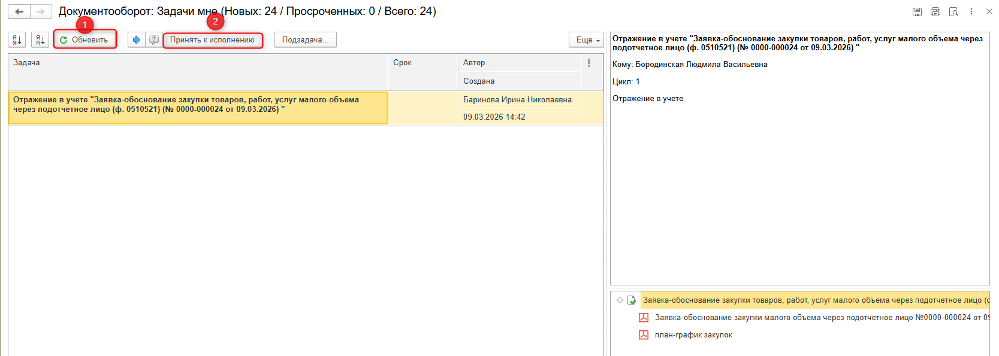 Документооборот: Задачи мне (Новых: 24 / Просроченных: 0 / Всего: 24)
1
2
А
Я
Я
А
Обновить
Принять к исполнению
Подзадача...
Еще
Задача
Срок
Автор
Создана
Отражение в учете "Заявка-обоснование закупки товаров, работ, услуг малого объема
через подотчетное лицо (ф. 0510521) (№ 0000-000024 от 09.03.2026) "
Баринова Ирина Николаевна
09.03.2026 14:42
Отражение в учете "Заявка-обоснование закупки товаров, работ, услуг малого объема через
подотчетное лицо (ф. 0510521) (№ 0000-000024 от 09.03.2026) "
Кому: Бородинская Людмила Васильевна
Цикл: 1
Отражение в учете
Заявка-обоснование закупки товаров, работ, услуг малого объема через подотчетное лицо (
Заявка-обоснование закупки малого объема через подотчетное лицо №0000-000024 от 09
план-график закупок